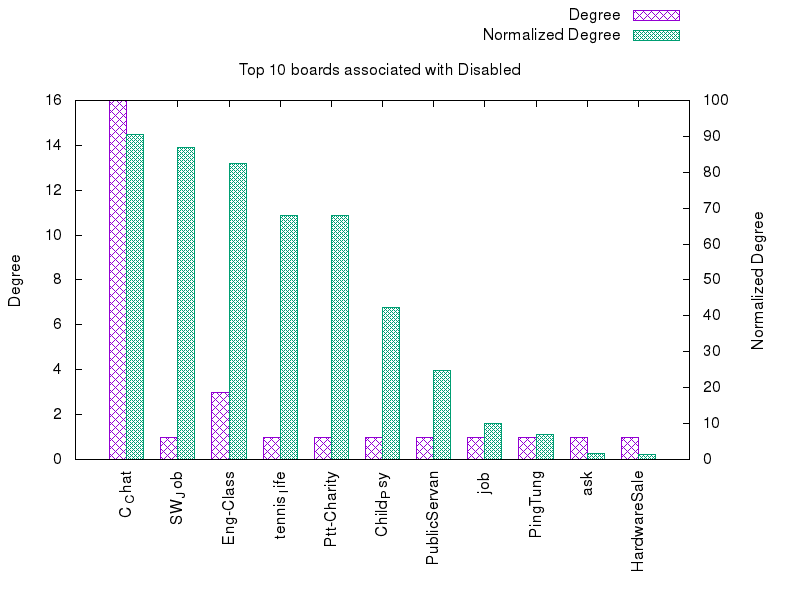 Degree
Normalized Degree
Top 10 boards associated with Disabled
16
14
12
10
8
6
4
2
0
100
90
80
70
60
50
40
30
20
10
0
Degree
Normalized Degree
C_Chat
SW_Job
Eng-Class
tennis_life
Ptt-Charity
Child_Psy
PublicServan
job
PingTung
ask
HardwareSale